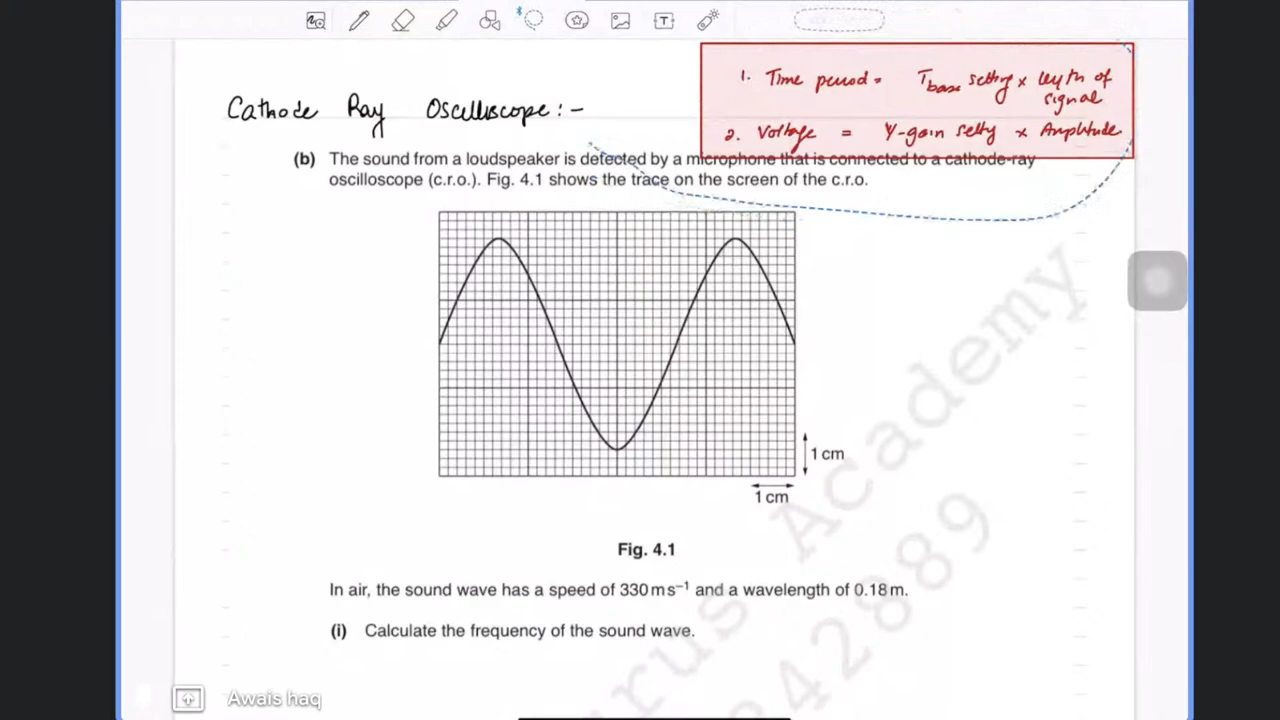 1. Time period = Tbase setting x length of
signal
2. Voltage = Y-gain setting x Amplitude
Cathode Ray Oscilloscope :-
(b) The sound from a loudspeaker is detected by a microphone that is connected to a cathode-ray
oscilloscope (c.r.o.). Fig. 4.1 shows the trace on the screen of the c.r.o.
1 cm
1 cm
Fig. 4.1
In air, the sound wave has a speed of 330 m s⁻¹ and a wavelength of 0.18 m.
(i) Calculate the frequency of the sound wave.
Academy
42889
Awais haq